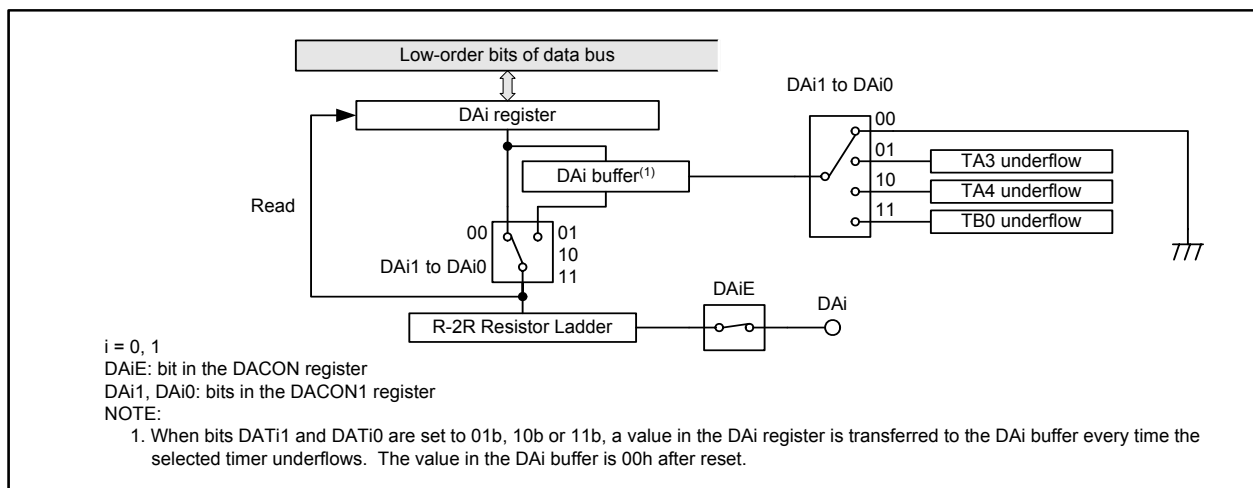 Low-order bits of data bus
DAi1 to DAi0
DAi register
00
01
TA3 underflow
DAi buffer(1)
10
TA4 underflow
Read
11
TB0 underflow
00
01
10
DAi1 to DAi0
11
DAiE
DAi
R-2R Resistor Ladder
i = 0, 1
DAiE: bit in the DACON register
DAi1, DAi0: bits in the DACON1 register
NOTE:
1. When bits DATi1 and DATi0 are set to 01b, 10b or 11b, a value in the DAi register is transferred to the DAi buffer every time the
selected timer underflows. The value in the DAi buffer is 00h after reset.